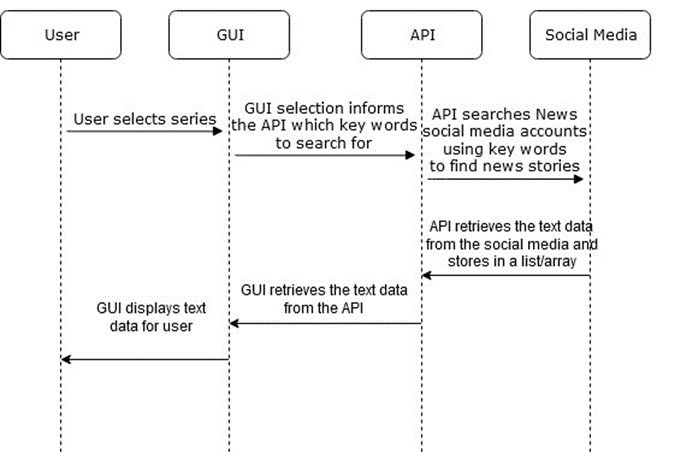 User
GUI
API
Social Media
User selects series
GUI selection informs
the API which key words
to search for
API searches News
social media accounts
using key words
to find news stories
API retrieves the text data
from the social media and
stores in a list/array
GUI retrieves the text data
from the API
GUI displays text
data for user